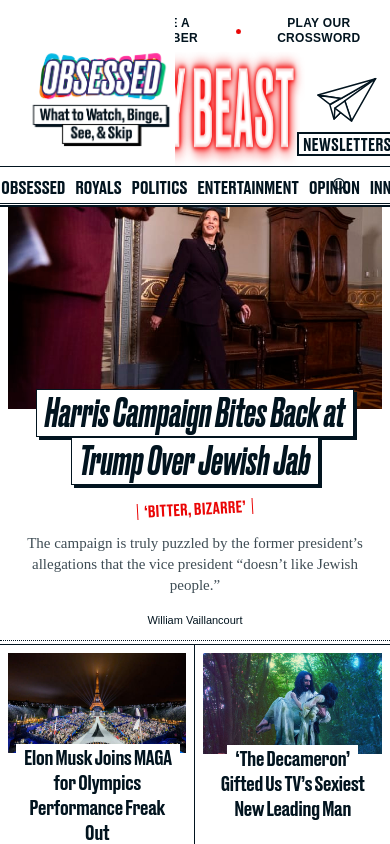 PLAY OUR
CROSSWORD
OBSESSED
What to Watch, Binge,
See, & Skip
BEAST
NEWSLETTERS
OBSESSED ROYALS POLITICS ENTERTAINMENT OPINION INN
Harris Campaign Bites Back at
Trump Over Jewish Jab
‘BITTER, BIZARRE’
The campaign is truly puzzled by the former president’s
allegations that the vice president “doesn’t like Jewish
people.”
William Vaillancourt
Elon Musk Joins MAGA
for Olympics
Performance Freak
Out
‘The Decameron’
Gifted Us TV’s Sexiest
New Leading Man